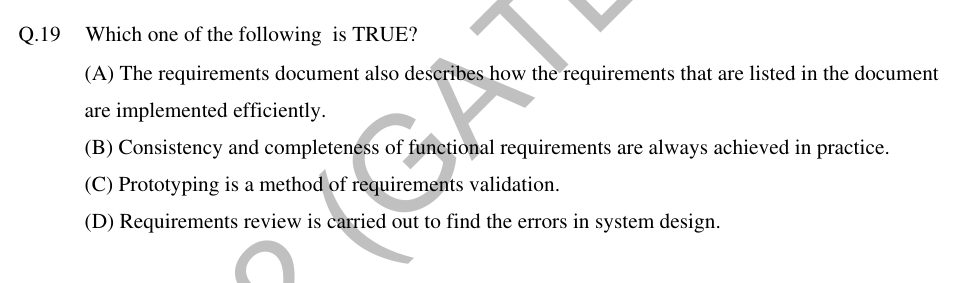 Q.19 Which one of the following is TRUE?
(A) The requirements document also describes how the requirements that are listed in the document
are implemented efficiently.
(B) Consistency and completeness of functional requirements are always achieved in practice.
(C) Prototyping is a method of requirements validation.
(D) Requirements review is carried out to find the errors in system design.
(GATE